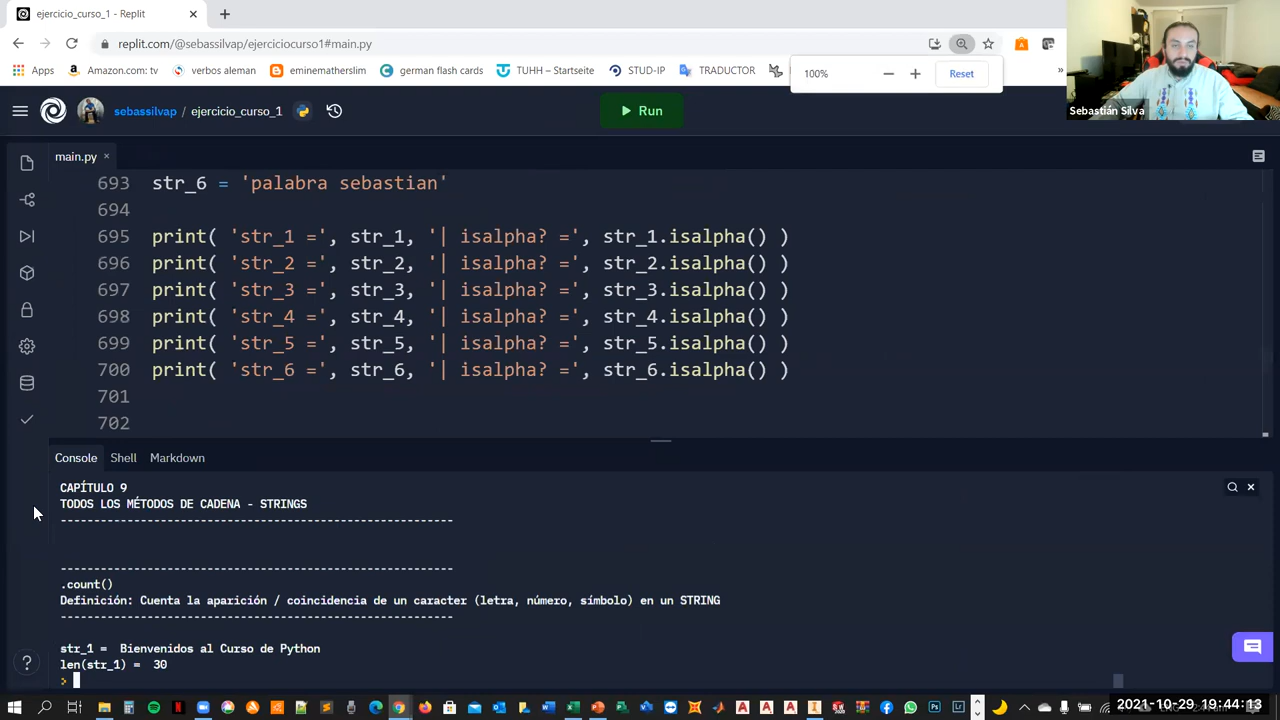 ejercicio_curso_1 - Replit
replit.com/@sebassilvap/ejerciciocurso1#main.py
Apps
Amazon.com: tv
verbos aleman
eminematherslim
german flash cards
TUHH – Startseite
STUD-IP
TRADUCTOR
»
100%
Reset
Sebastián Silva
sebassilvap / ejercicio_curso_1
Run
main.py
693 str_6 = 'palabra sebastian'
694
695 print( 'str_1 =', str_1, '| isalpha? =', str_1.isalpha() )
696 print( 'str_2 =', str_2, '| isalpha? =', str_2.isalpha() )
697 print( 'str_3 =', str_3, '| isalpha? =', str_3.isalpha() )
698 print( 'str_4 =', str_4, '| isalpha? =', str_4.isalpha() )
699 print( 'str_5 =', str_5, '| isalpha? =', str_5.isalpha() )
700 print( 'str_6 =', str_6, '| isalpha? =', str_6.isalpha() )
701
702
Console Shell Markdown
CAPÍTULO 9
TODOS LOS MÉTODOS DE CADENA - STRINGS
----------------------------------------------------------
----------------------------------------------------------
.count()
Definición: Cuenta la aparición / coincidencia de un caracter (letra, número, símbolo) en un STRING
----------------------------------------------------------
str_1 =  Bienvenidos al Curso de Python
len(str_1) =  30
>
2021-10-29 19:44:13